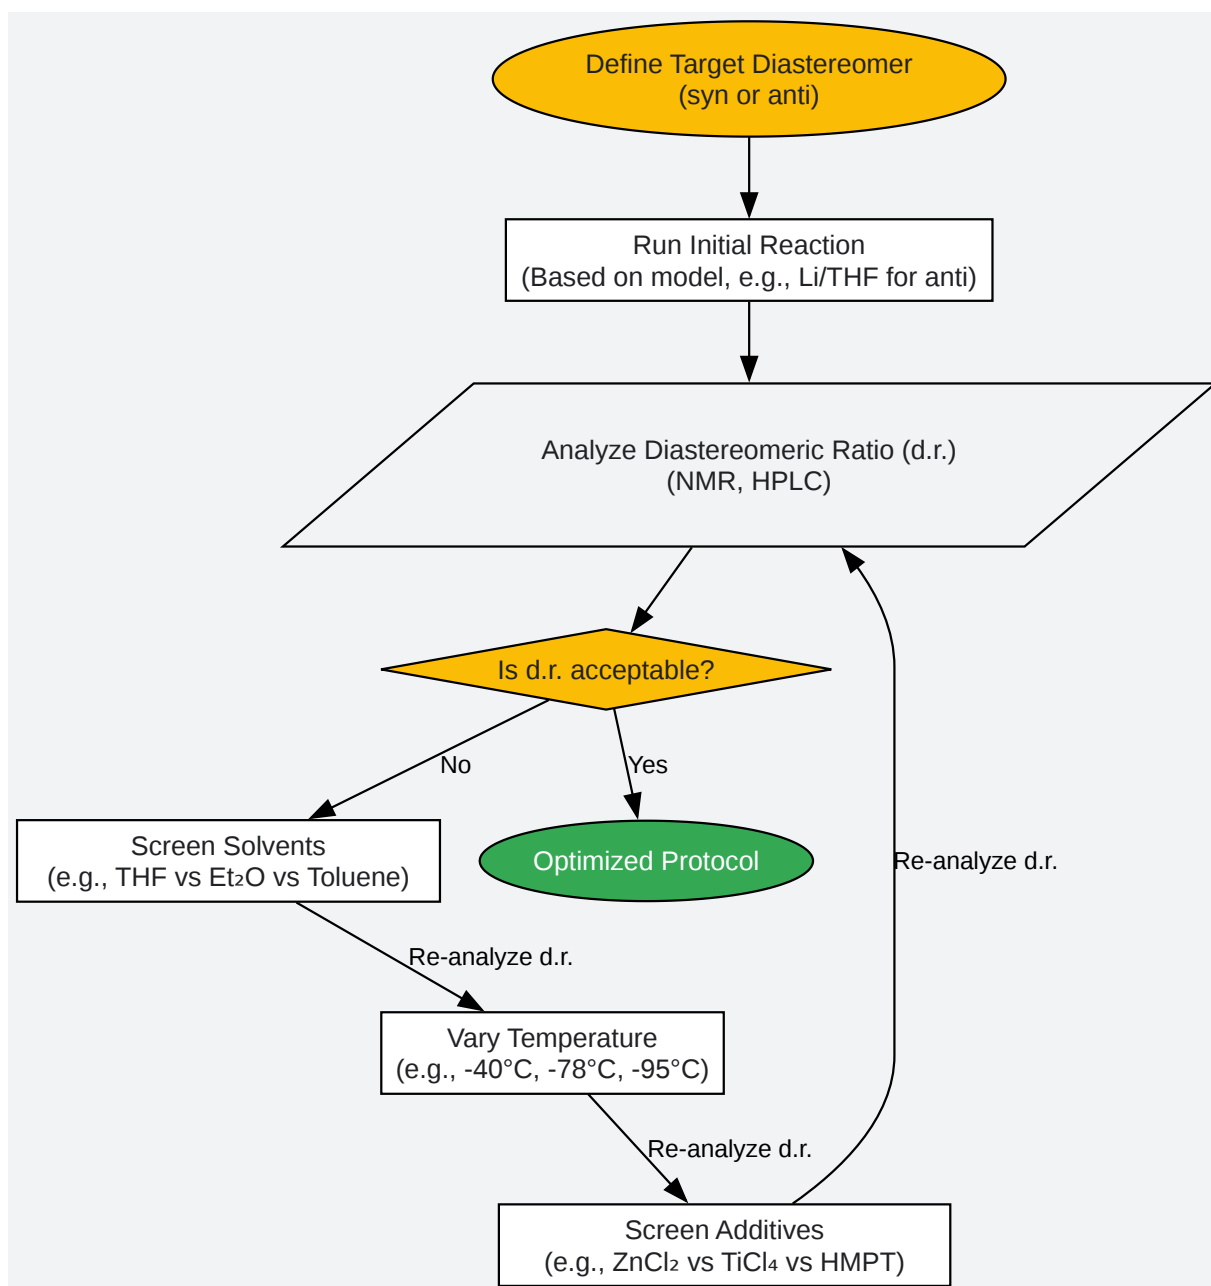 Define Target Diastereomer
(syn or anti)
Run Initial Reaction
(Based on model, e.g., Li/THF for anti)
Analyze Diastereomeric Ratio (d.r.)
(NMR, HPLC)
Is d.r. acceptable?
No
Yes
Screen Solvents
(e.g., THF vs Et₂O vs Toluene)
Optimized Protocol
Re-analyze d.r.
Re-analyze d.r.
Vary Temperature
(e.g., -40°C, -78°C, -95°C)
Re-analyze d.r.
Screen Additives
(e.g., ZnCl₂ vs TiCl₄ vs HMPT)